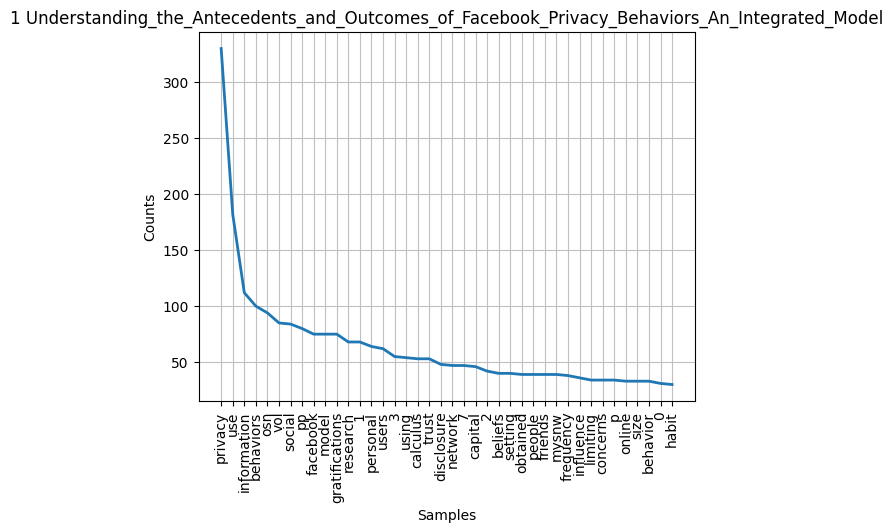 1 Understanding_the_Antecedents_and_Outcomes_of_Facebook_Privacy_Behaviors_An_Integrated_Model
300
250
200
150
100
50
Counts
privacy
use
information
behaviors
osn
vol
social
pp
facebook
model
gratifications
research
1
personal
users
3
using
calculus
trust
disclosure
network
7
capital
2
beliefs
setting
obtained
people
friends
mysnw
frequency
influence
limiting
concerns
p
online
size
behavior
0
habit
Samples